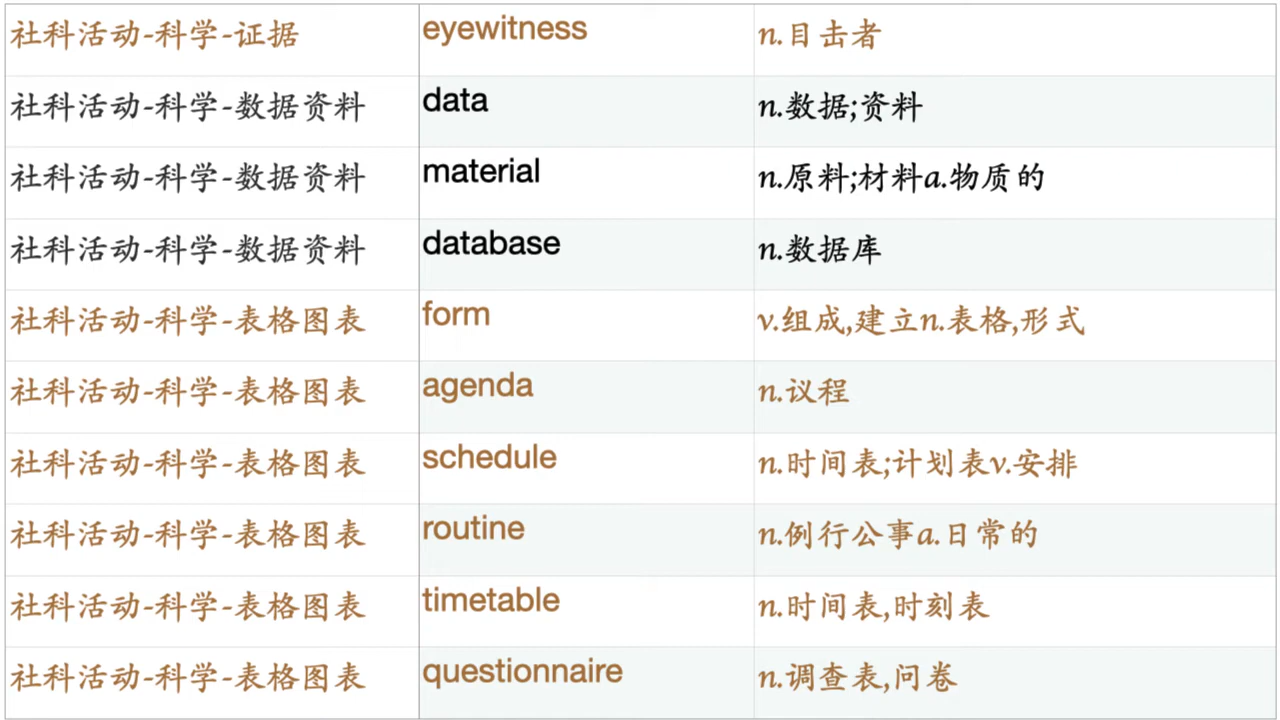 社科活动-科学-证据 eyewitness n.目击者
社科活动-科学-数据资料 data n.数据;资料
社科活动-科学-数据资料 material n.原料;材料a.物质的
社科活动-科学-数据资料 database n.数据库
社科活动-科学-表格图表 form v.组成,建立n.表格,形式
社科活动-科学-表格图表 agenda n.议程
社科活动-科学-表格图表 schedule n.时间表;计划表v.安排
社科活动-科学-表格图表 routine n.例行公事a.日常的
社科活动-科学-表格图表 timetable n.时间表,时刻表
社科活动-科学-表格图表 questionnaire n.调查表,问卷